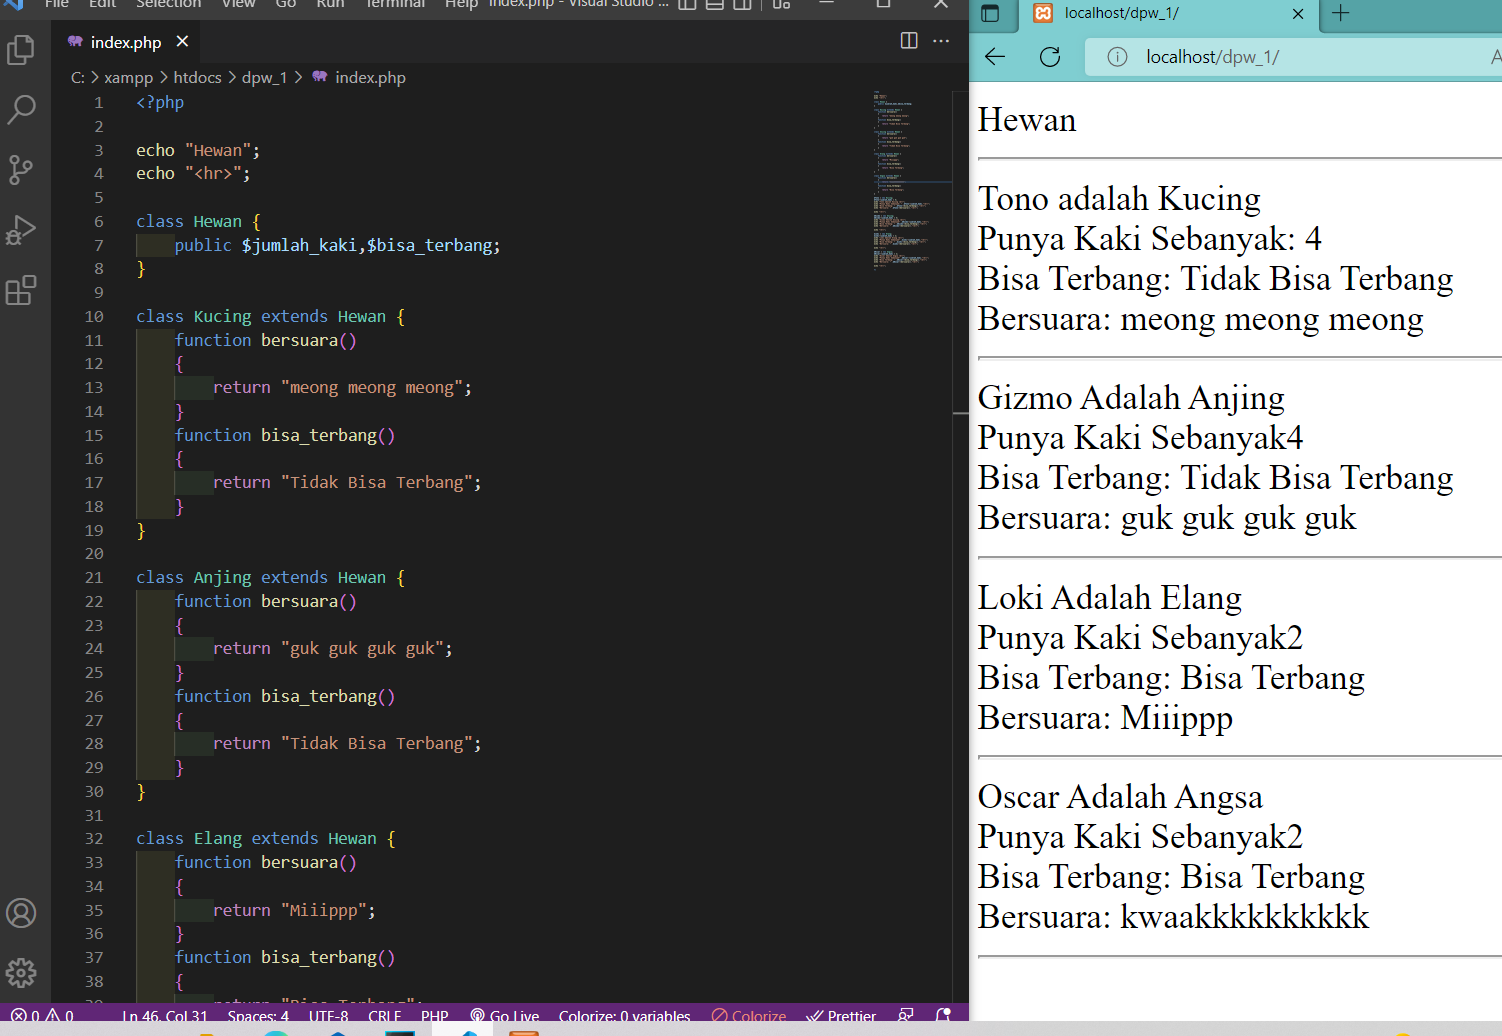 File Edit Selection View Go Run Terminal Help index.php - Visual Studio ...
index.php
C: > xampp > htdocs > dpw_1 > index.php
1 <?php
2
3 echo "Hewan";
4 echo "<hr>";
5
6 class Hewan {
7 public $jumlah_kaki,$bisa_terbang;
8 }
9
10 class Kucing extends Hewan {
11 function bersuara()
12 {
13 return "meong meong meong";
14 }
15 function bisa_terbang()
16 {
17 return "Tidak Bisa Terbang";
18 }
19 }
20
21 class Anjing extends Hewan {
22 function bersuara()
23 {
24 return "guk guk guk guk";
25 }
26 function bisa_terbang()
27 {
28 return "Tidak Bisa Terbang";
29 }
30 }
31
32 class Elang extends Hewan {
33 function bersuara()
34 {
35 return "Miiippp";
36 }
37 function bisa_terbang()
38 {
39 return "Bisa Terbang";
0 0 Ln 46, Col 31 Spaces: 4 UTF-8 CRLF PHP Go Live Colorize: 0 variables Colorize Prettier
localhost/dpw_1/
localhost/dpw_1/
Hewan
Tono adalah Kucing
Punya Kaki Sebanyak: 4
Bisa Terbang: Tidak Bisa Terbang
Bersuara: meong meong meong
Gizmo Adalah Anjing
Punya Kaki Sebanyak4
Bisa Terbang: Tidak Bisa Terbang
Bersuara: guk guk guk guk
Loki Adalah Elang
Punya Kaki Sebanyak2
Bisa Terbang: Bisa Terbang
Bersuara: Miiippp
Oscar Adalah Angsa
Punya Kaki Sebanyak2
Bisa Terbang: Bisa Terbang
Bersuara: kwaakkkkkkkkkk